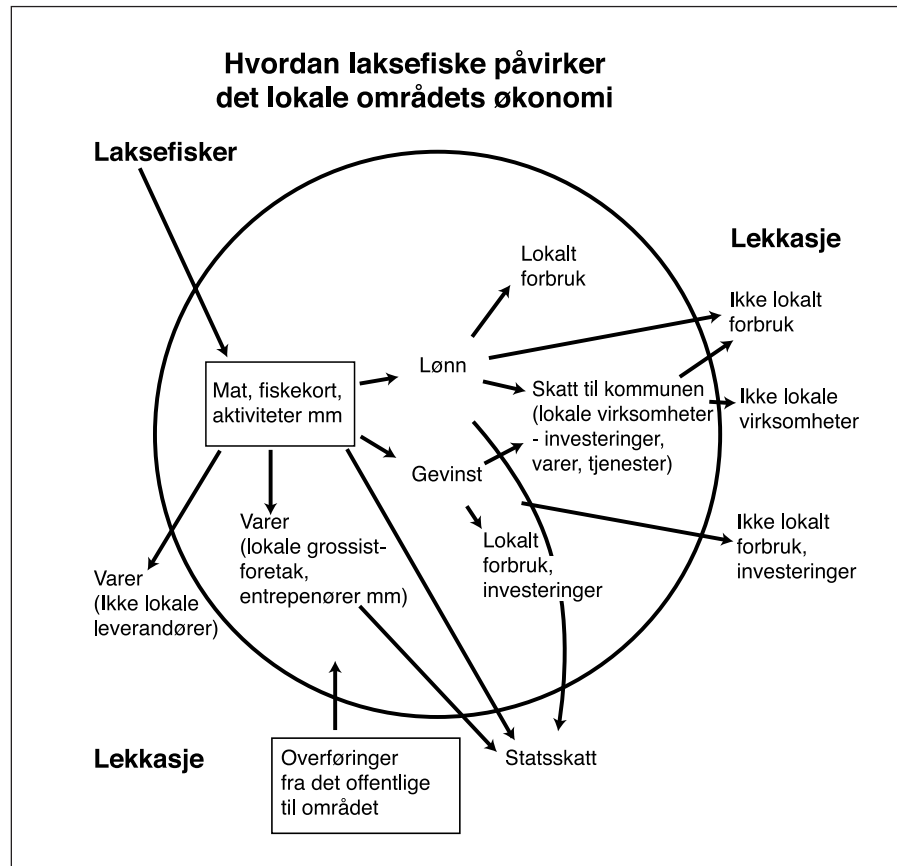 Hvordan laksefiske påvirker
det lokale områdets økonomi
Laksefisker
Lekkasje
Lokalt
forbruk
Ikke lokalt
forbruk
Lønn
Mat, fiskekort,
aktiviteter mm
Skatt til kommunen
(lokale virksomheter
- investeringer,
varer, tjenester)
Ikke lokale
virksomheter
Gevinst
Varer
(lokale grossist-
foretak,
entrepenører mm)
Lokalt
forbruk,
investeringer
Ikke lokalt
forbruk,
investeringer
Varer
(Ikke lokale
leverandører)
Lekkasje
Overføringer
fra det offentlige
til området
Statsskatt